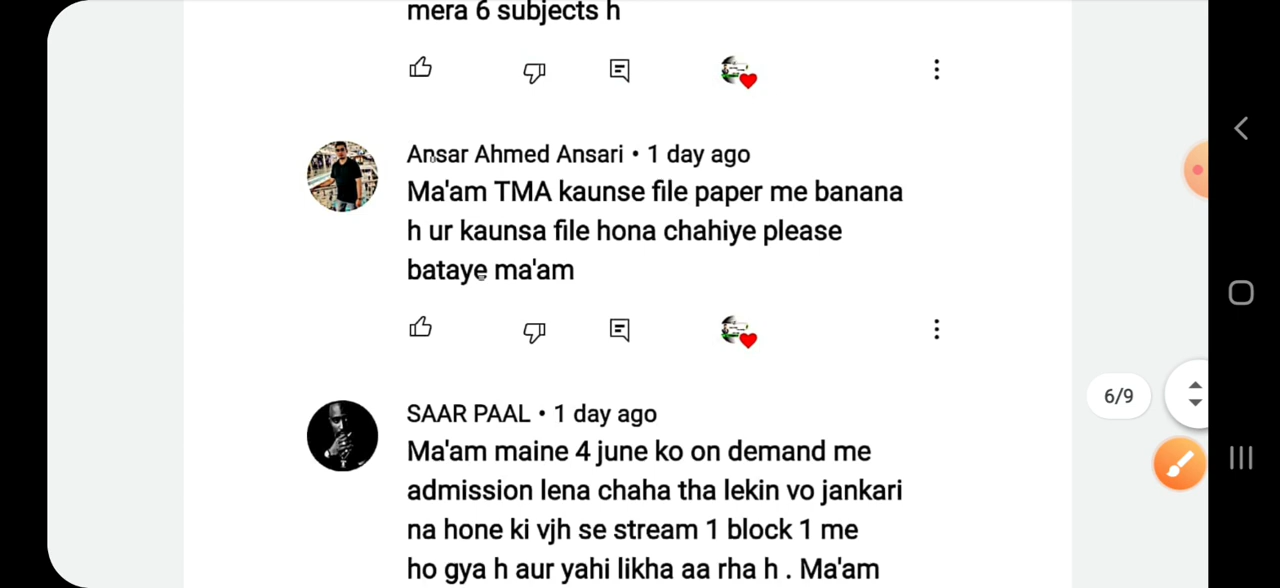 mera 6 subjects h
Ansar Ahmed Ansari • 1 day ago
Ma'am TMA kaunse file paper me banana
h ur kaunsa file hona chahiye please
bataye ma'am
6/9
SAAR PAAL • 1 day ago
Ma'am maine 4 june ko on demand me
admission lena chaha tha lekin vo jankari
na hone ki vjh se stream 1 block 1 me
ho gya h aur yahi likha aa rha h . Ma'am